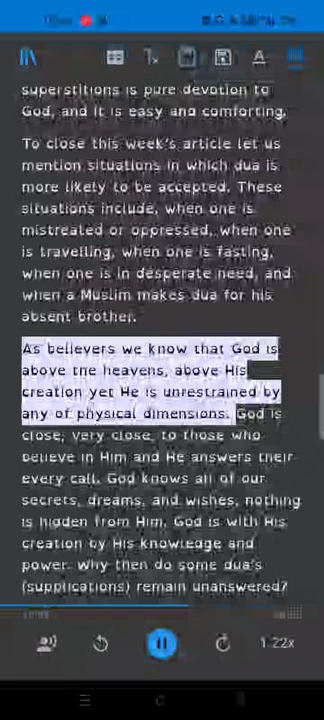 superstitions is pure devotion to
God, and it is easy and comforting.
To close this week's article let us
mention situations in which dua is
more likely to be accepted. These
situations include, when one is
mistreated or oppressed, when one
is travelling, when one is fasting,
when one is in desperate need, and
when a Muslim makes dua for his
absent brother.
As believers we know that God is
above the heavens, above His
creation yet He is unrestrained by
any of physical dimensions. God is
close, very close, to those who
believe in Him and He answers their
every call. God knows all of our
secrets, dreams, and wishes, nothing
is hidden from Him. God is with His
creation by His knowledge and
power. Why then do some dua's
(supplications) remain unanswered?
1.22x